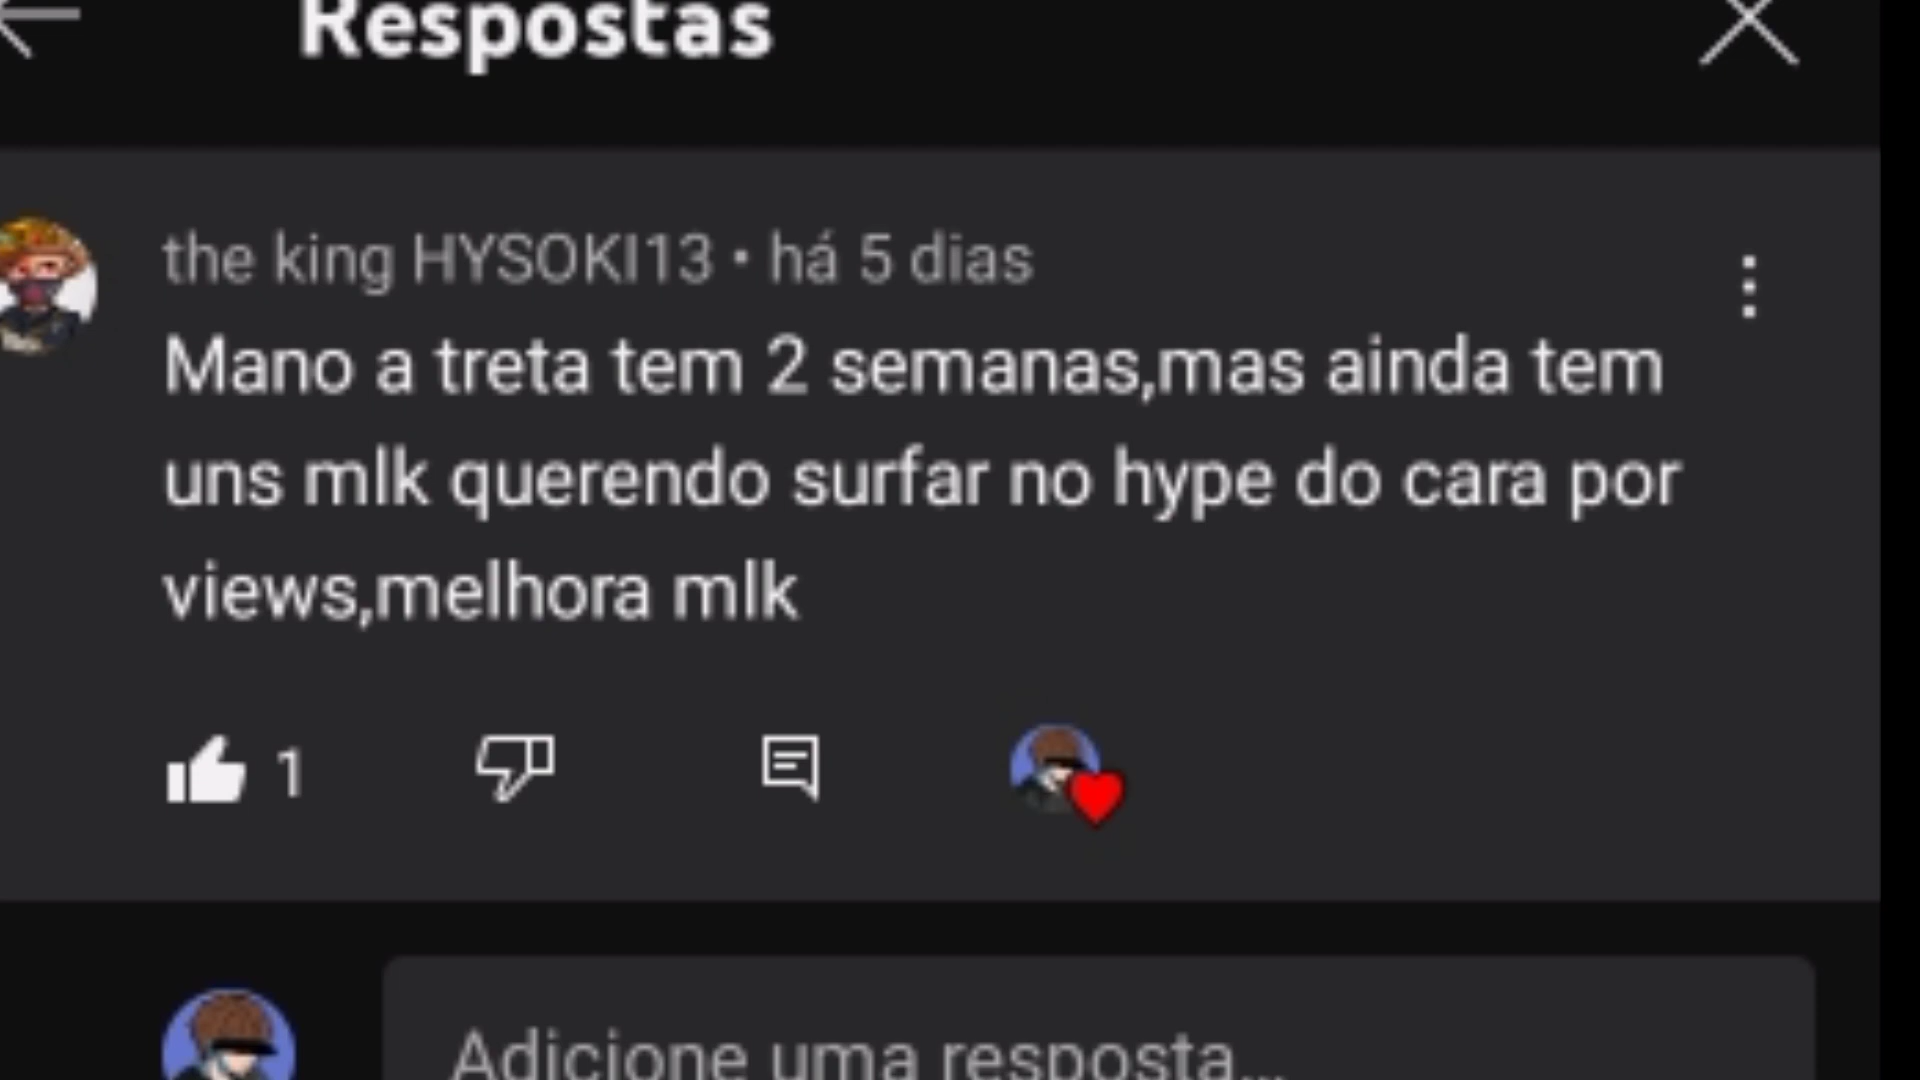 Respostas
the king HYSOKI13 • há 5 dias
Mano a treta tem 2 semanas,mas ainda tem
uns mlk querendo surfar no hype do cara por
views,melhora mlk
1
Adicione uma resposta...